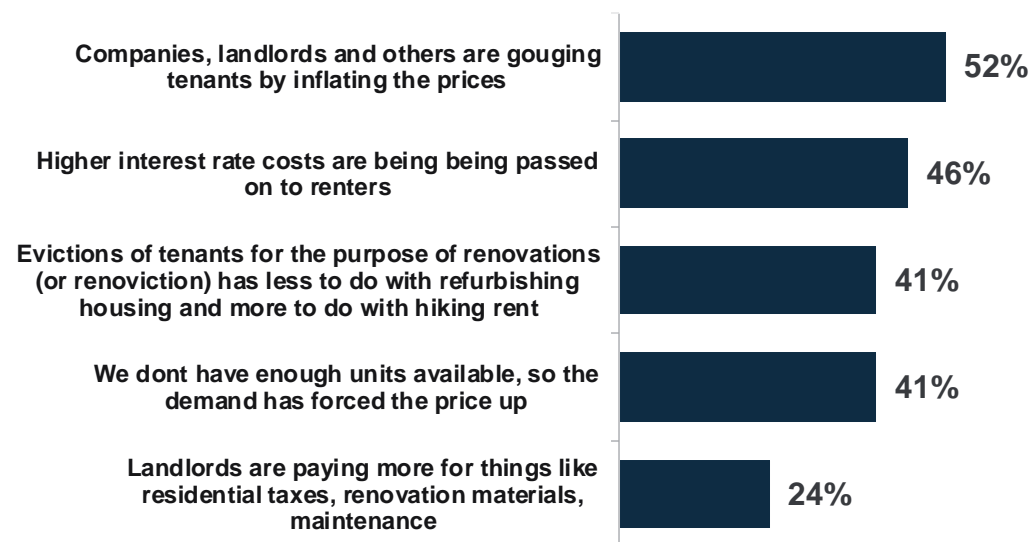 Companies, landlords and others are gouging
tenants by inflating the prices
52%
Higher interest rate costs are being being passed
on to renters
46%
Evictions of tenants for the purpose of renovations
(or renoviction) has less to do with refurbishing
housing and more to do with hiking rent
41%
We dont have enough units available, so the
demand has forced the price up
41%
Landlords are paying more for things like
residential taxes, renovation materials,
maintenance
24%